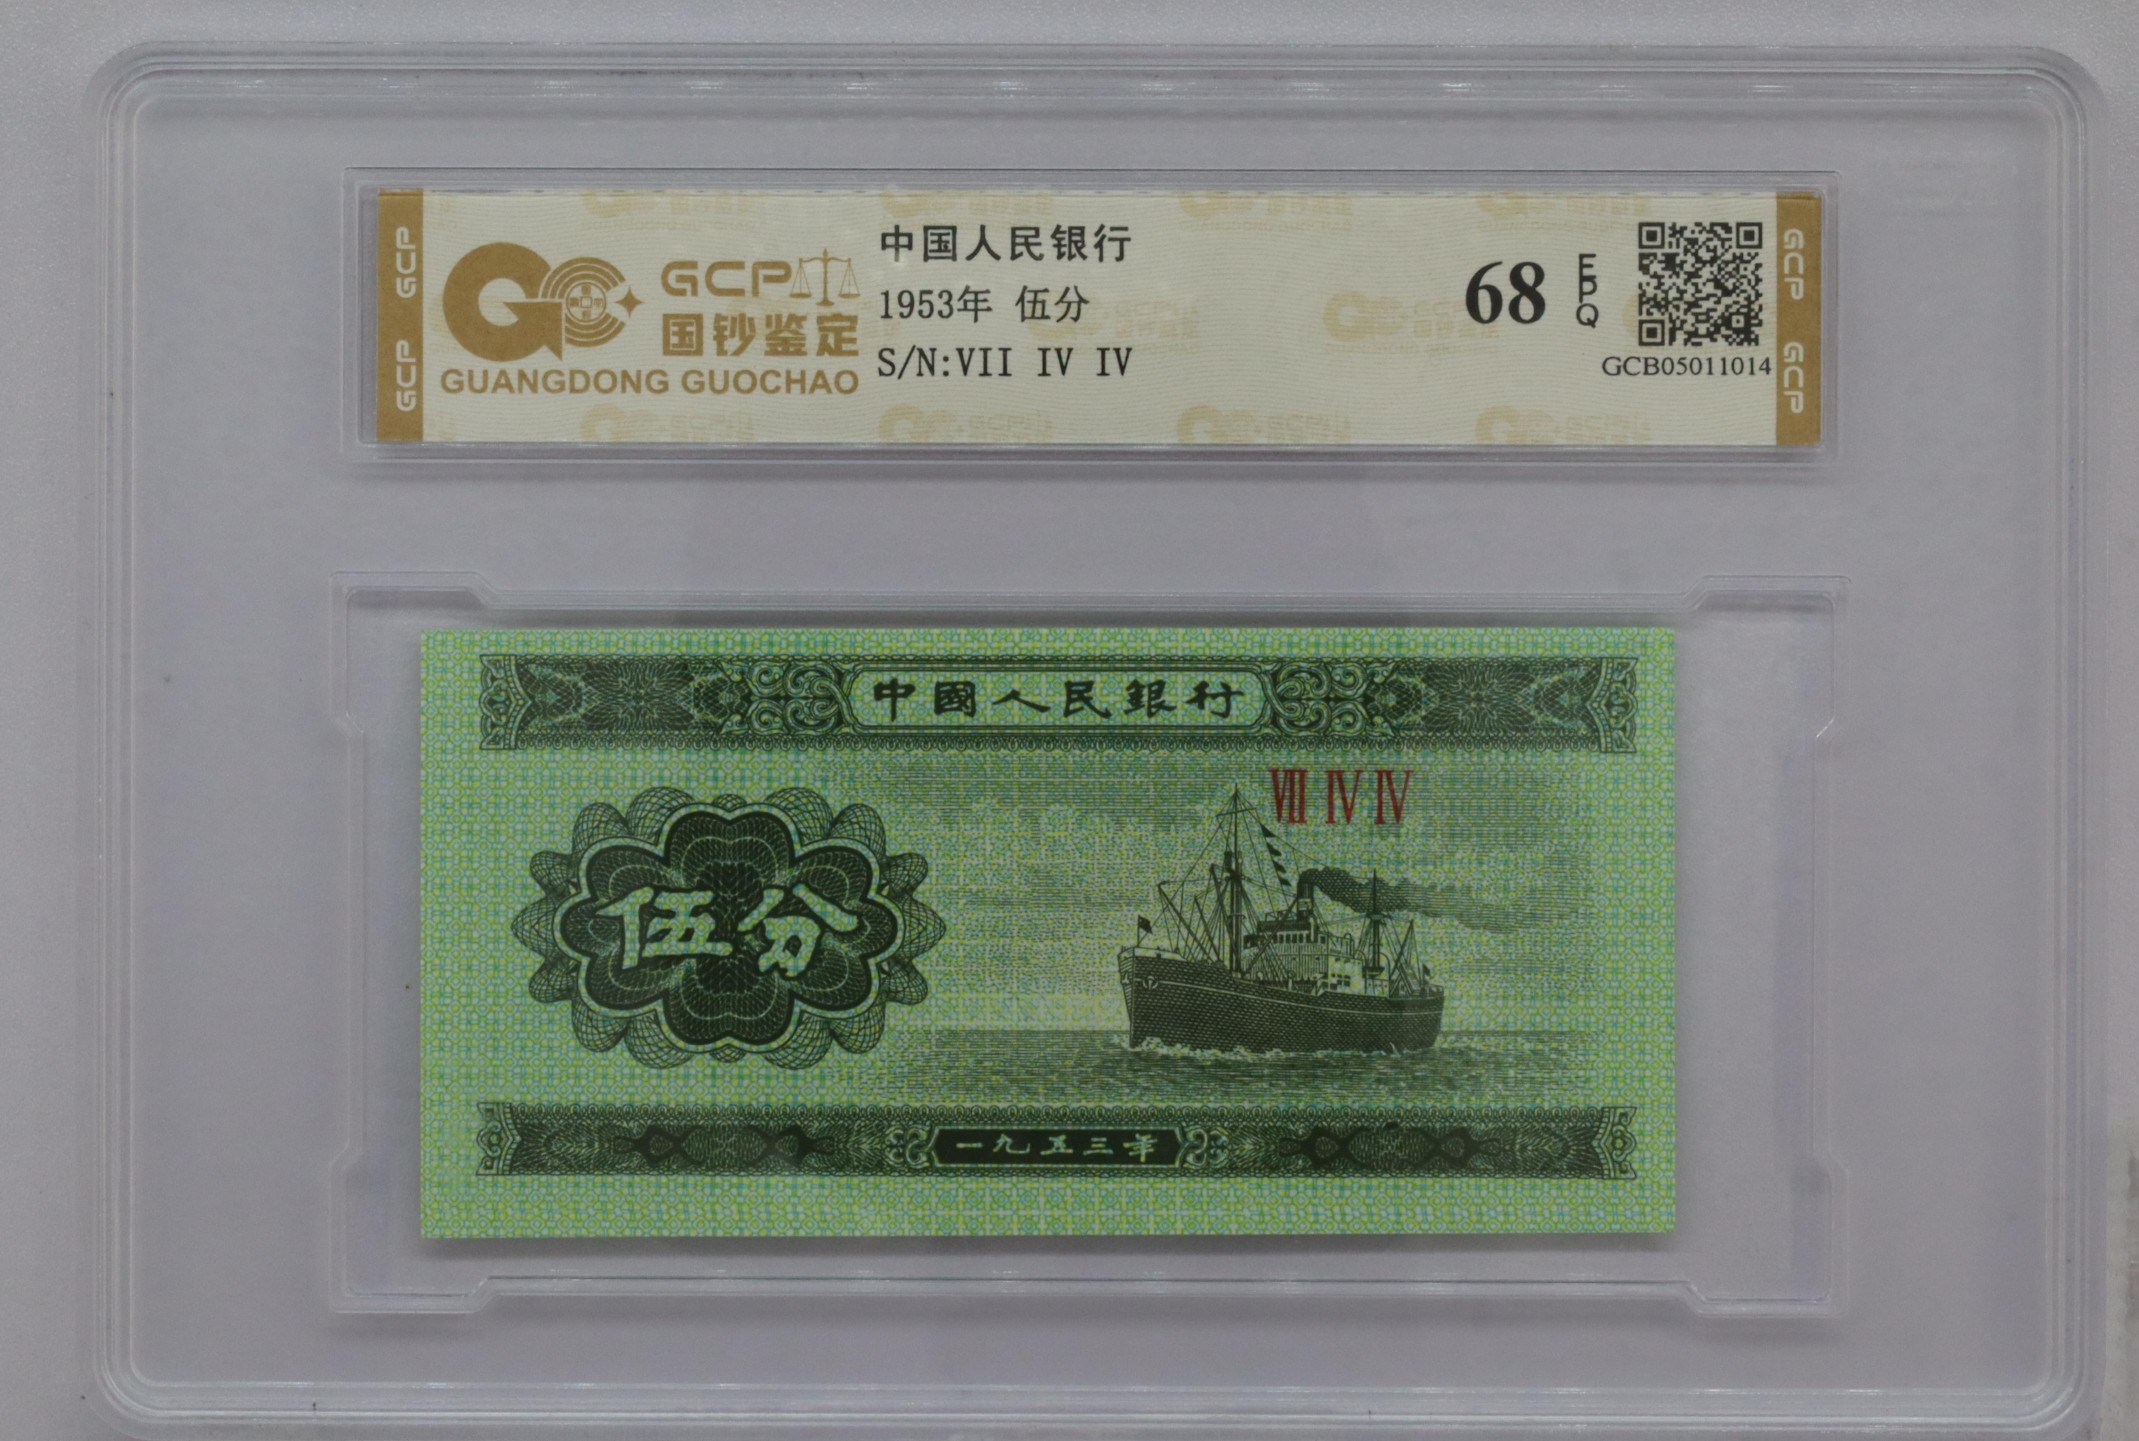 GCP GCP
GCP
国钞鉴定
GUANGDONG GUOCHAO
中国人民银行
1953年 伍分
S/N:VII IV IV
68
EPQ
GCB05011014
GCP GCP
中國人民銀行
Ⅶ Ⅳ Ⅳ
伍分
一九五三年